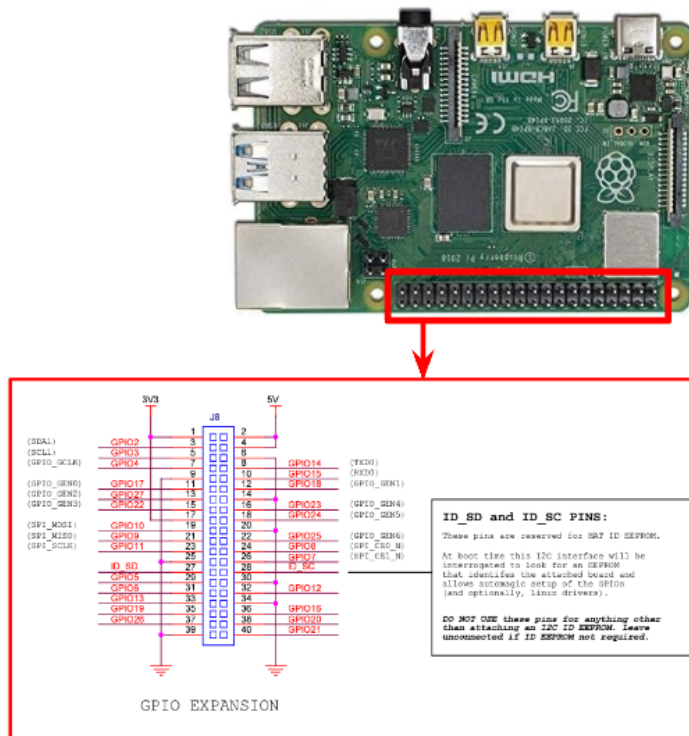 HDMI
Made in the UK
FCC
CE
© Raspberry Pi 2018
3V3
5V
J8
1 2
(SDA1) GPIO2 3 4
(SCL1) GPIO3 5 6
(GPIO_GCLK) GPIO4 7 8 GPIO14 (TXD0)
9 10 GPIO15 (RXD0)
(GPIO_GEN0) GPIO17 11 12 GPIO18 (GPIO_GEN1)
(GPIO_GEN2) GPIO27 13 14
(GPIO_GEN3) GPIO22 15 16 GPIO23 (GPIO_GEN4)
17 18 GPIO24 (GPIO_GEN5)
(SPI_MOSI) GPIO10 19 20
(SPI_MISO) GPIO9 21 22 GPIO25 (GPIO_GEN6)
(SPI_SCLK) GPIO11 23 24 GPIO8 (SPI_CE0_N)
25 26 GPIO7 (SPI_CE1_N)
ID_SD 27 28 ID_SC
GPIO5 29 30
GPIO6 31 32 GPIO12
GPIO13 33 34
GPIO19 35 36 GPIO16
GPIO26 37 38 GPIO20
39 40 GPIO21
GPIO EXPANSION
ID_SD and ID_SC PINS:
These pins are reserved for HAT ID EEPROM.
At boot time this I2C interface will be
interrogated to look for an EEPROM
that identifes the attached board and
allows automagic setup of the GPIOs
(and optionally, linux drivers).
DO NOT USE these pins for anything other
than attaching an I2C ID EEPROM. Leave
unconnected if ID EEPROM not required.